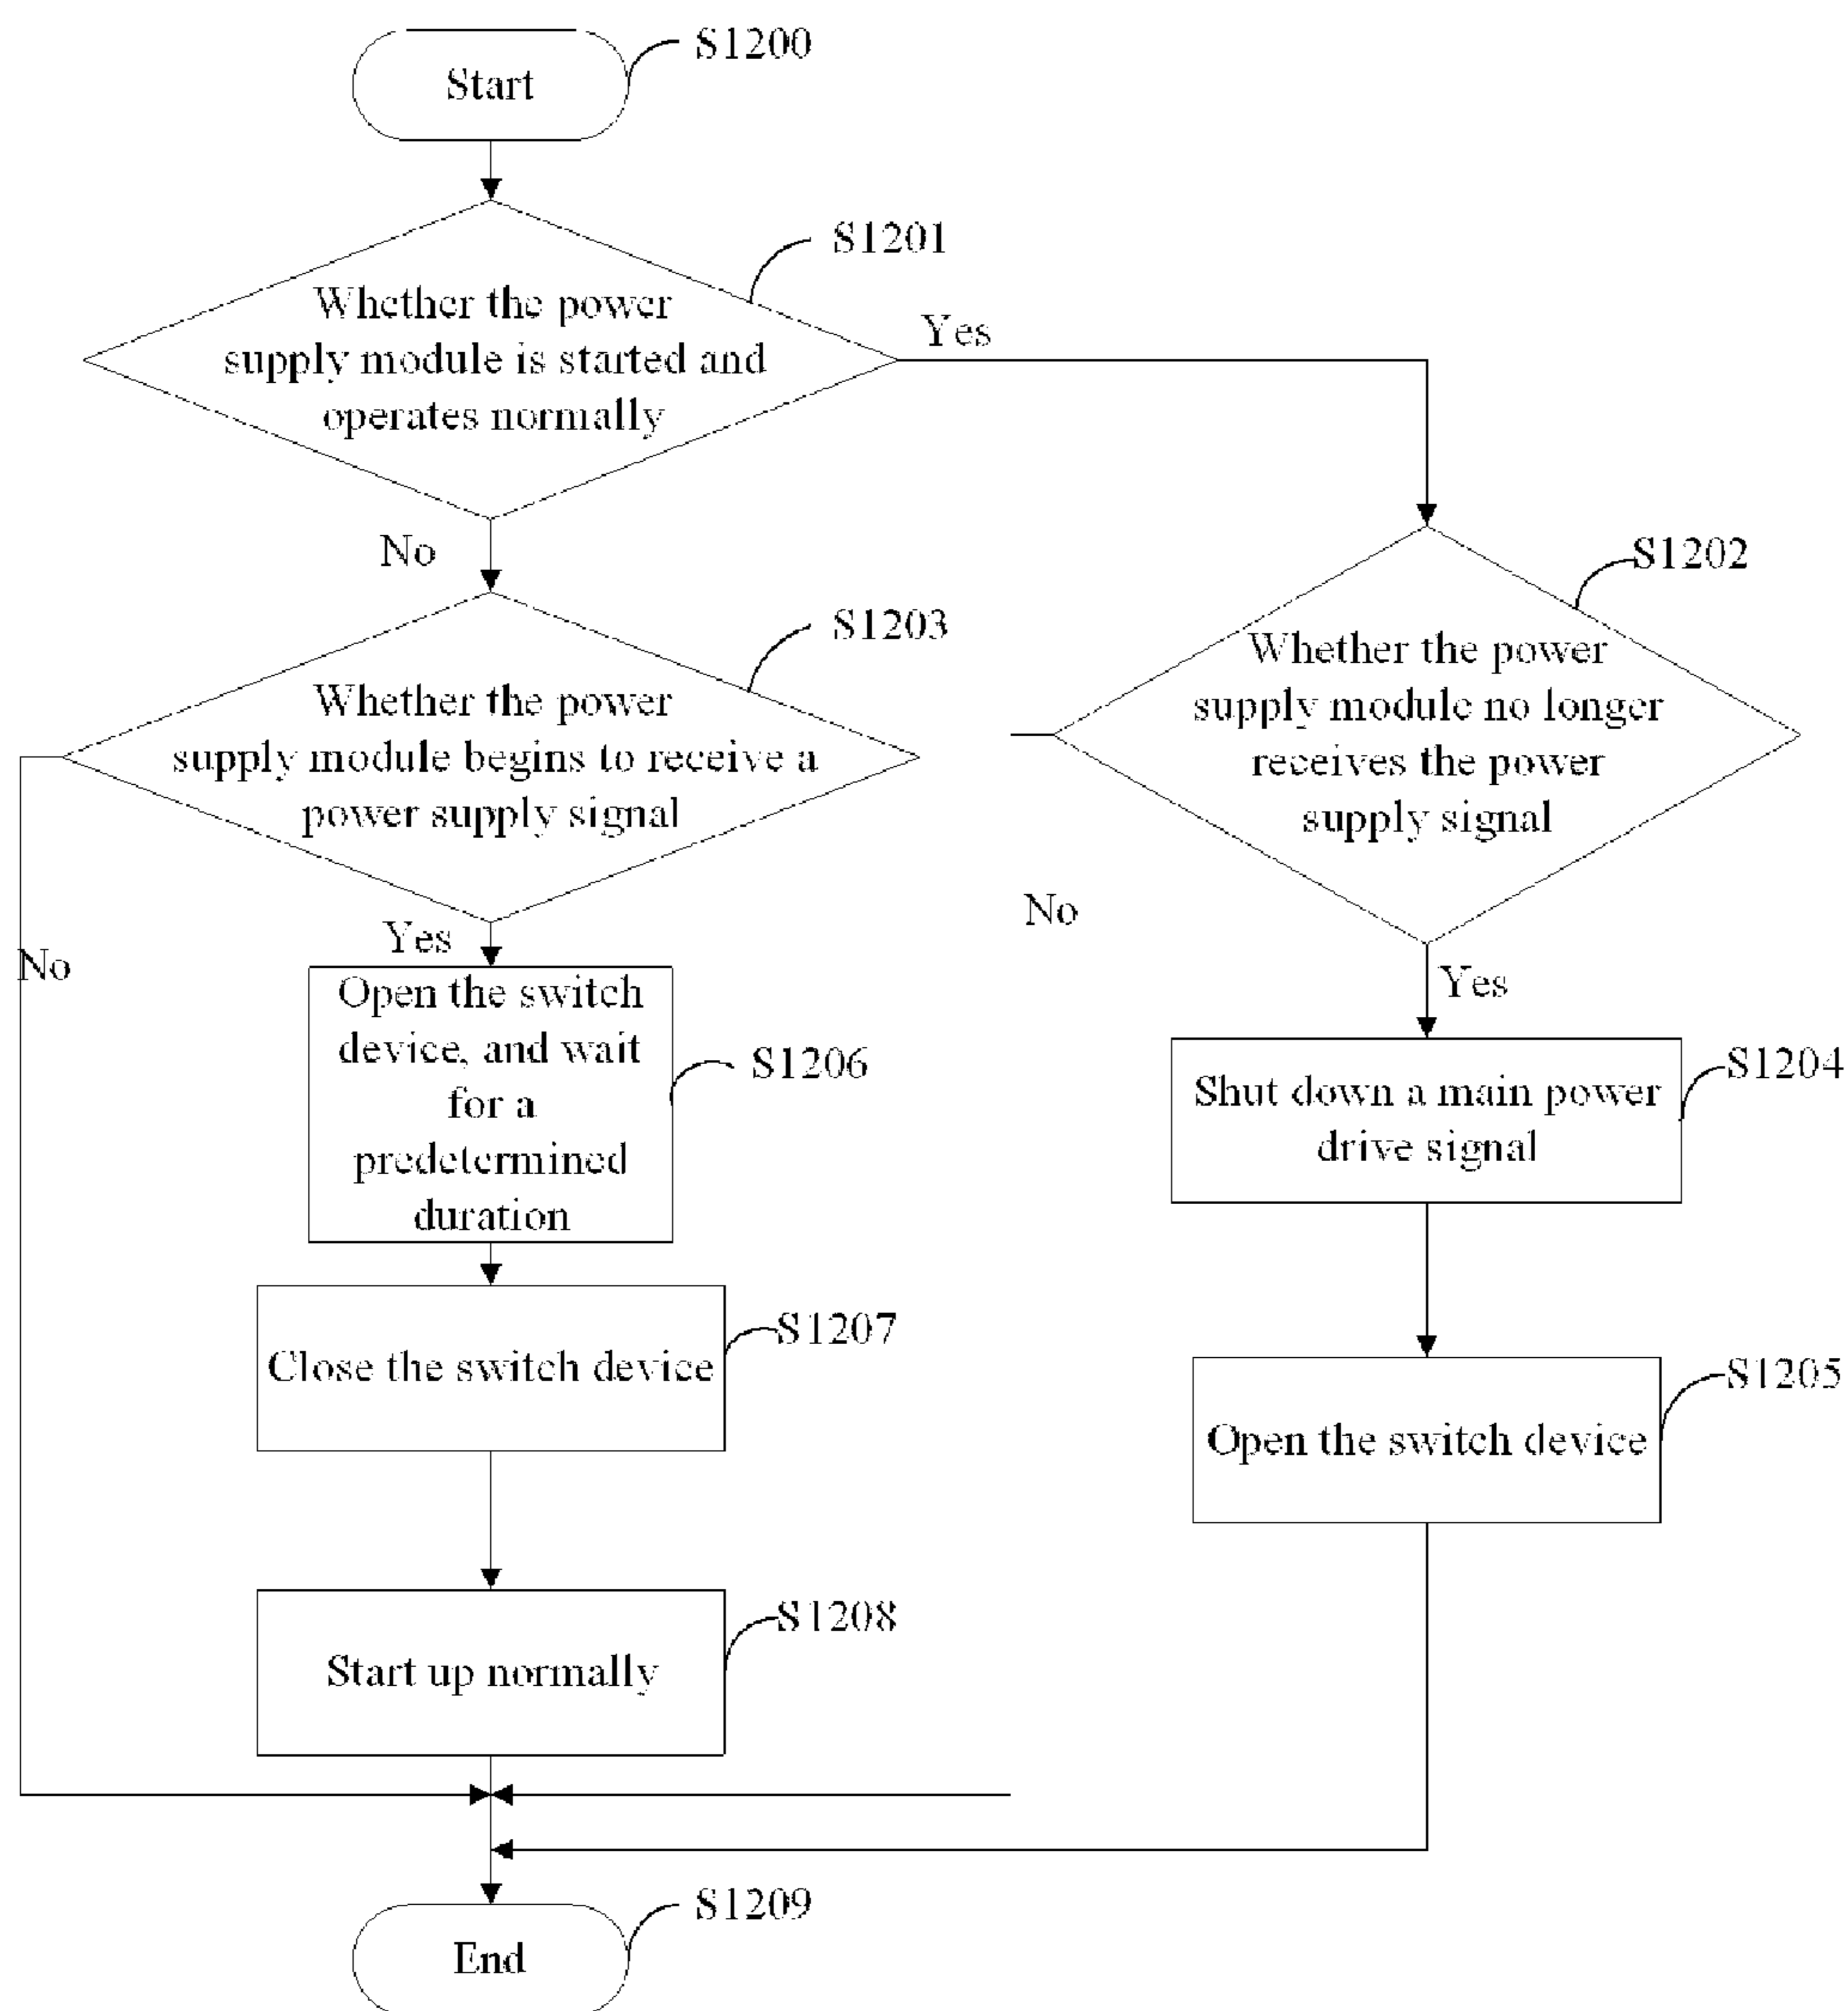 Start
S1200
Whether the power
supply module is started and
operates normally
S1201
Yes
No
Whether the power
supply module no longer
receives the power
supply signal
S1202
Whether the power
supply module begins to receive a
power supply signal
S1203
No
Yes
No
Yes
Open the switch
device, and wait
for a
predetermined
duration
S1206
Shut down a main power
drive signal
S1204
Close the switch device
S1207
Open the switch device
S1205
Start up normally
S1208
End
S1209